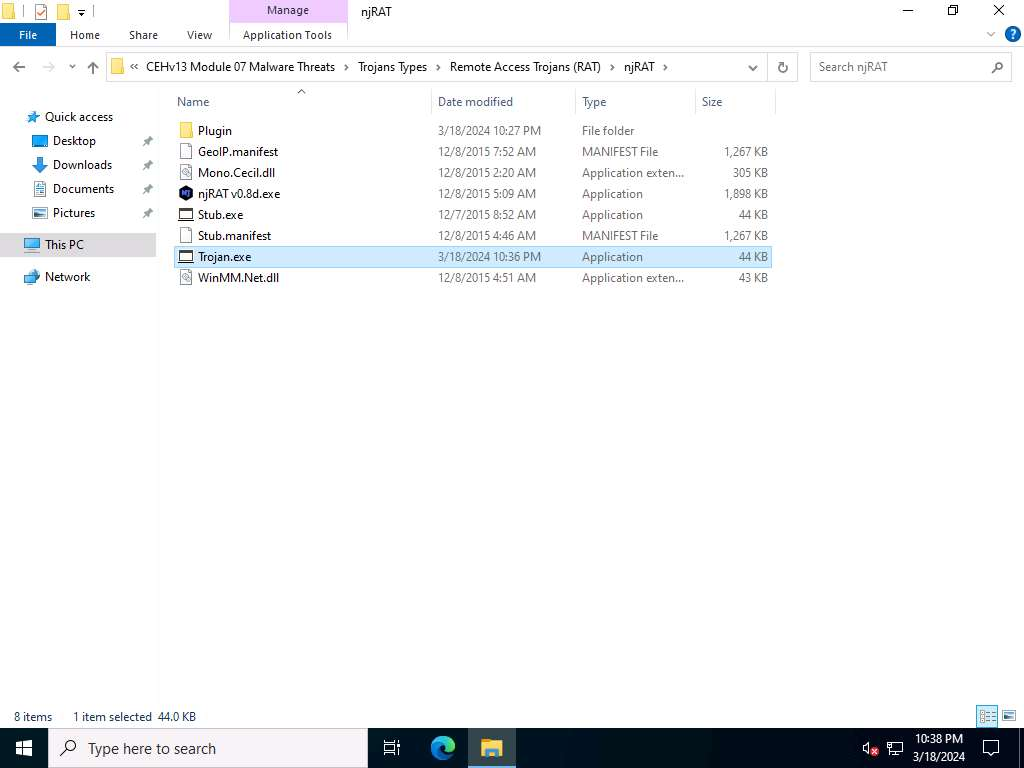 Manage
njRAT
File
Home
Share
View
Application Tools
?
« CEHv13 Module 07 Malware Threats › Trojans Types › Remote Access Trojans (RAT) › njRAT ›
Search njRAT
Name
Date modified
Type
Size
Quick access
Desktop
Downloads
Documents
Pictures
This PC
Network
Plugin 3/18/2024 10:27 PM File folder
GeoIP.manifest 12/8/2015 7:52 AM MANIFEST File 1,267 KB
Mono.Cecil.dll 12/8/2015 2:20 AM Application exten... 305 KB
njRAT v0.8d.exe 12/8/2015 5:09 AM Application 1,898 KB
Stub.exe 12/7/2015 8:52 AM Application 44 KB
Stub.manifest 12/8/2015 4:46 AM MANIFEST File 1,267 KB
Trojan.exe 3/18/2024 10:36 PM Application 44 KB
WinMM.Net.dll 12/8/2015 4:51 AM Application exten... 43 KB
8 items 1 item selected 44.0 KB
Type here to search
10:38 PM
3/18/2024